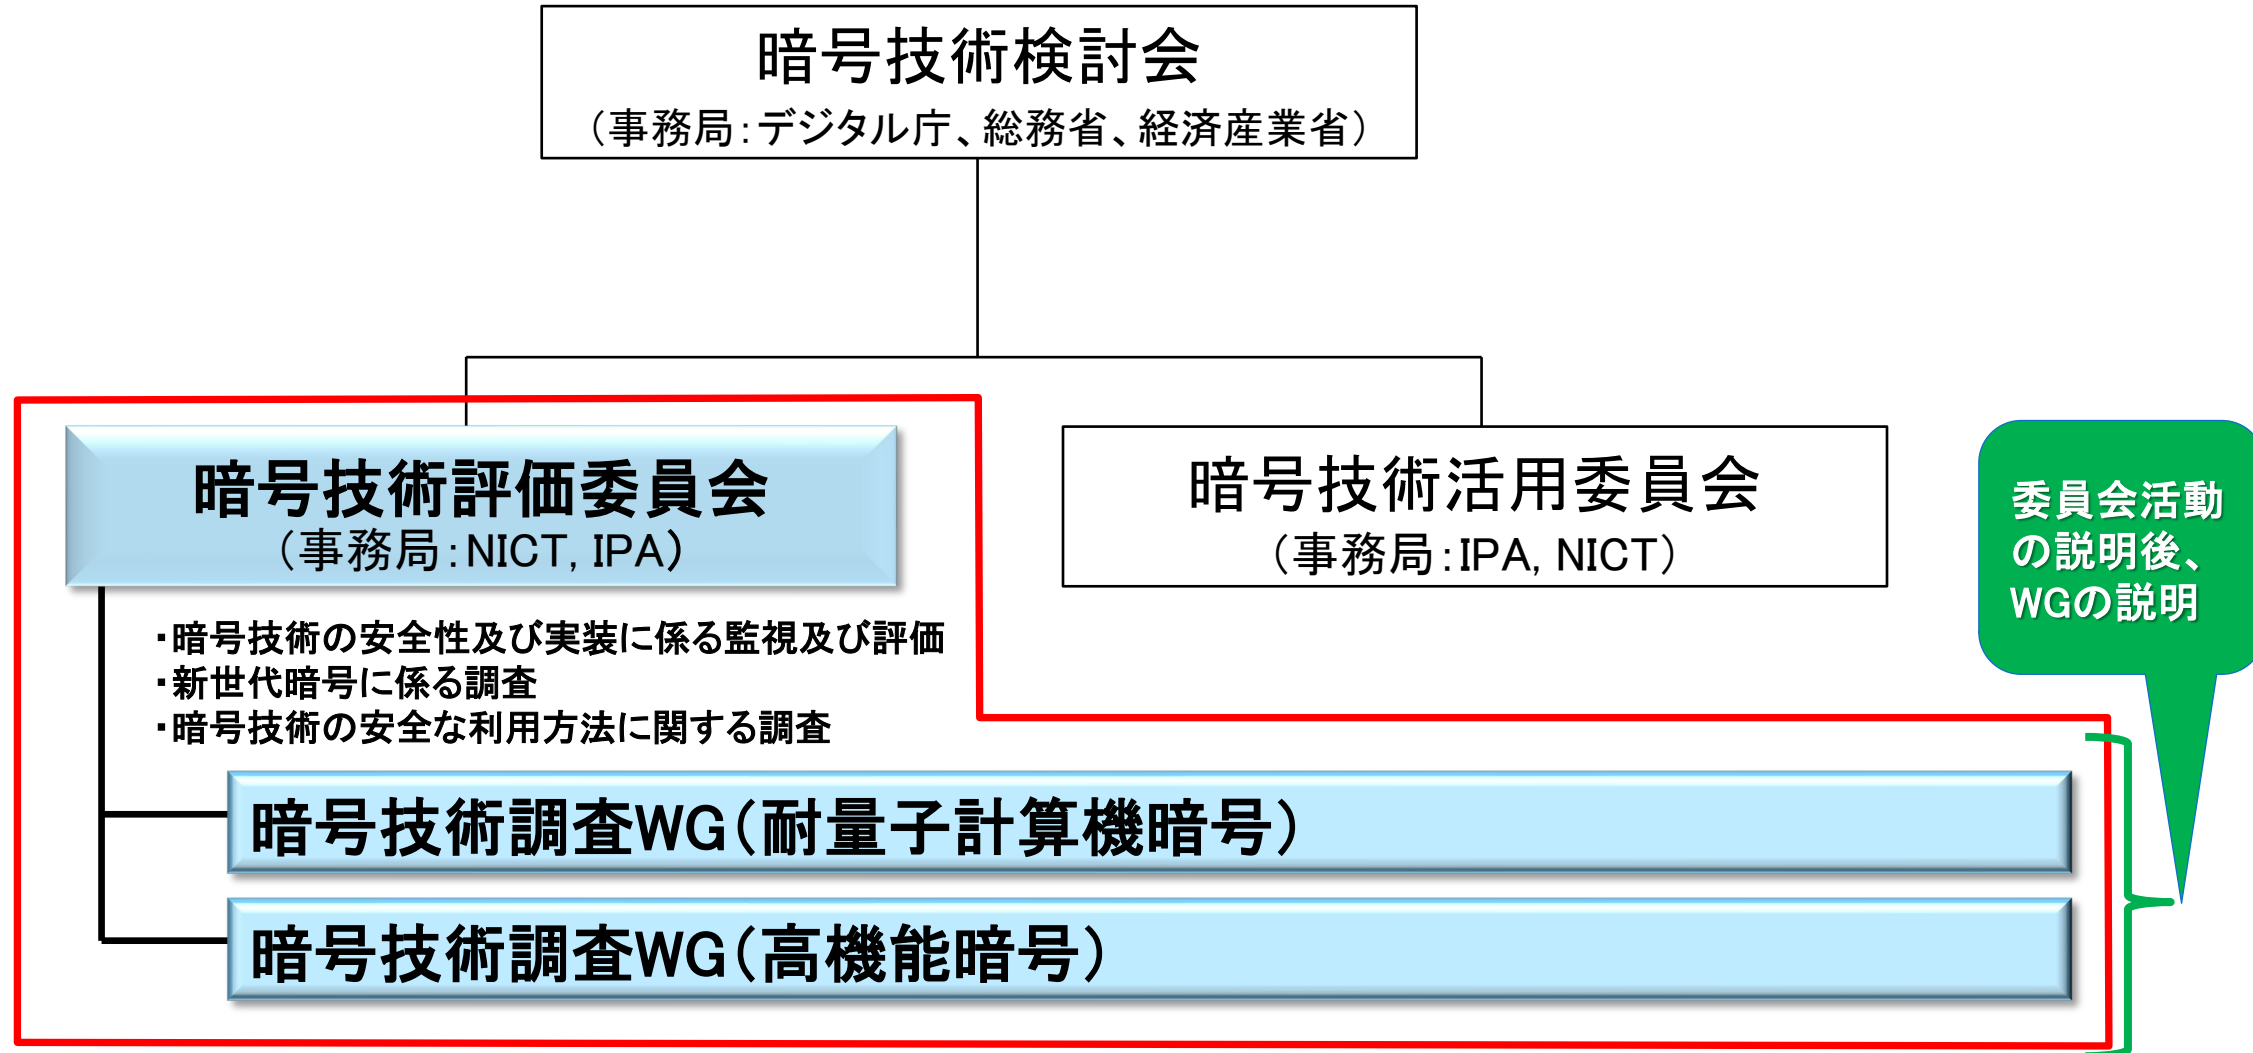 暗号技術検討会
（事務局：デジタル庁、総務省、経済産業省）
暗号技術評価委員会
（事務局：NICT, IPA）
暗号技術活用委員会
（事務局：IPA, NICT）
委員会活動
の説明後、
WGの説明
・暗号技術の安全性及び実装に係る監視及び評価
・新世代暗号に係る調査
・暗号技術の安全な利用方法に関する調査
暗号技術調査WG（耐量子計算機暗号）
暗号技術調査WG（高機能暗号）